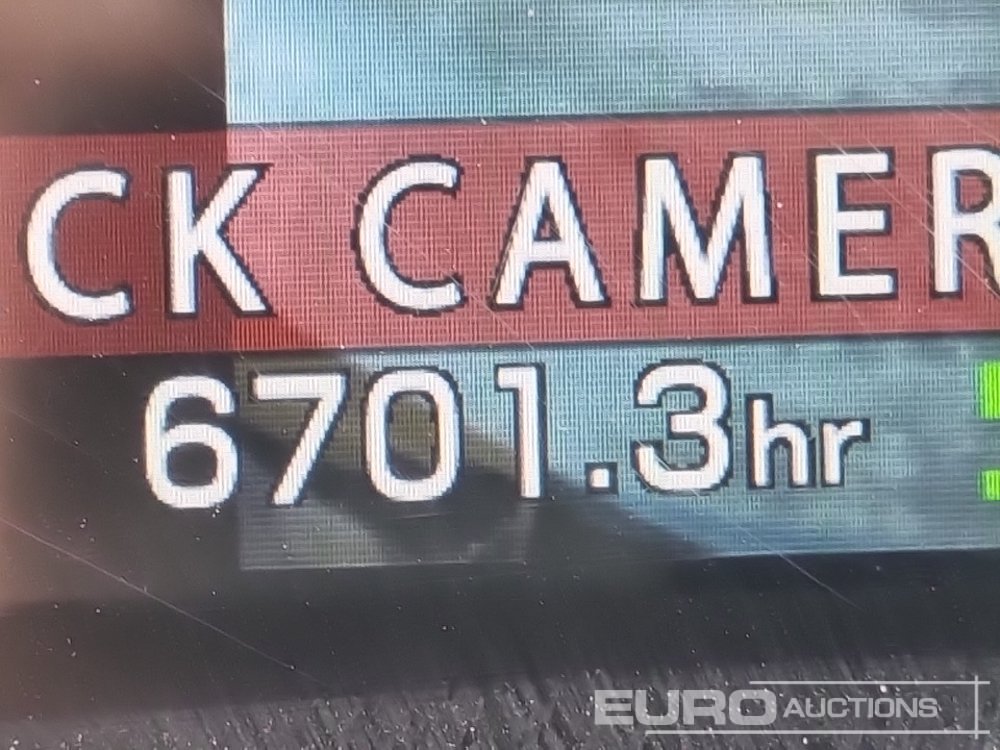 CK CAMER
6701.3hr
EURO AUCTIONS